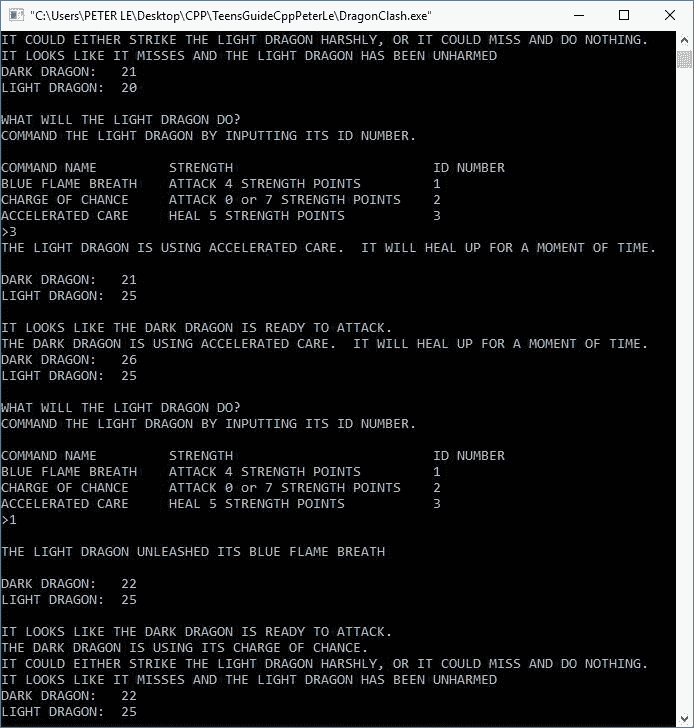 "C:\Users\PETER LE\Desktop\CPP\TeensGuideCppPeterLe\DragonClash.exe"
IT COULD EITHER STRIKE THE LIGHT DRAGON HARSHLY, OR IT COULD MISS AND DO NOTHING.
IT LOOKS LIKE IT MISSES AND THE LIGHT DRAGON HAS BEEN UNHARMED
DARK DRAGON:   21
LIGHT DRAGON:  20

WHAT WILL THE LIGHT DRAGON DO?
COMMAND THE LIGHT DRAGON BY INPUTTING ITS ID NUMBER.

COMMAND NAME         STRENGTH                         ID NUMBER
BLUE FLAME BREATH    ATTACK 4 STRENGTH POINTS         1
CHARGE OF CHANCE     ATTACK 0 or 7 STRENGTH POINTS    2
ACCELERATED CARE     HEAL 5 STRENGTH POINTS           3
>3
THE LIGHT DRAGON IS USING ACCELERATED CARE.  IT WILL HEAL UP FOR A MOMENT OF TIME.

DARK DRAGON:   21
LIGHT DRAGON:  25

IT LOOKS LIKE THE DARK DRAGON IS READY TO ATTACK.
THE DARK DRAGON IS USING ACCELERATED CARE.  IT WILL HEAL UP FOR A MOMENT OF TIME.
DARK DRAGON:   26
LIGHT DRAGON:  25

WHAT WILL THE LIGHT DRAGON DO?
COMMAND THE LIGHT DRAGON BY INPUTTING ITS ID NUMBER.

COMMAND NAME         STRENGTH                         ID NUMBER
BLUE FLAME BREATH    ATTACK 4 STRENGTH POINTS         1
CHARGE OF CHANCE     ATTACK 0 or 7 STRENGTH POINTS    2
ACCELERATED CARE     HEAL 5 STRENGTH POINTS           3
>1

THE LIGHT DRAGON UNLEASHED ITS BLUE FLAME BREATH

DARK DRAGON:   22
LIGHT DRAGON:  25

IT LOOKS LIKE THE DARK DRAGON IS READY TO ATTACK.
THE DARK DRAGON IS USING ITS CHARGE OF CHANCE.
IT COULD EITHER STRIKE THE LIGHT DRAGON HARSHLY, OR IT COULD MISS AND DO NOTHING.
IT LOOKS LIKE IT MISSES AND THE LIGHT DRAGON HAS BEEN UNHARMED
DARK DRAGON:   22
LIGHT DRAGON:  25